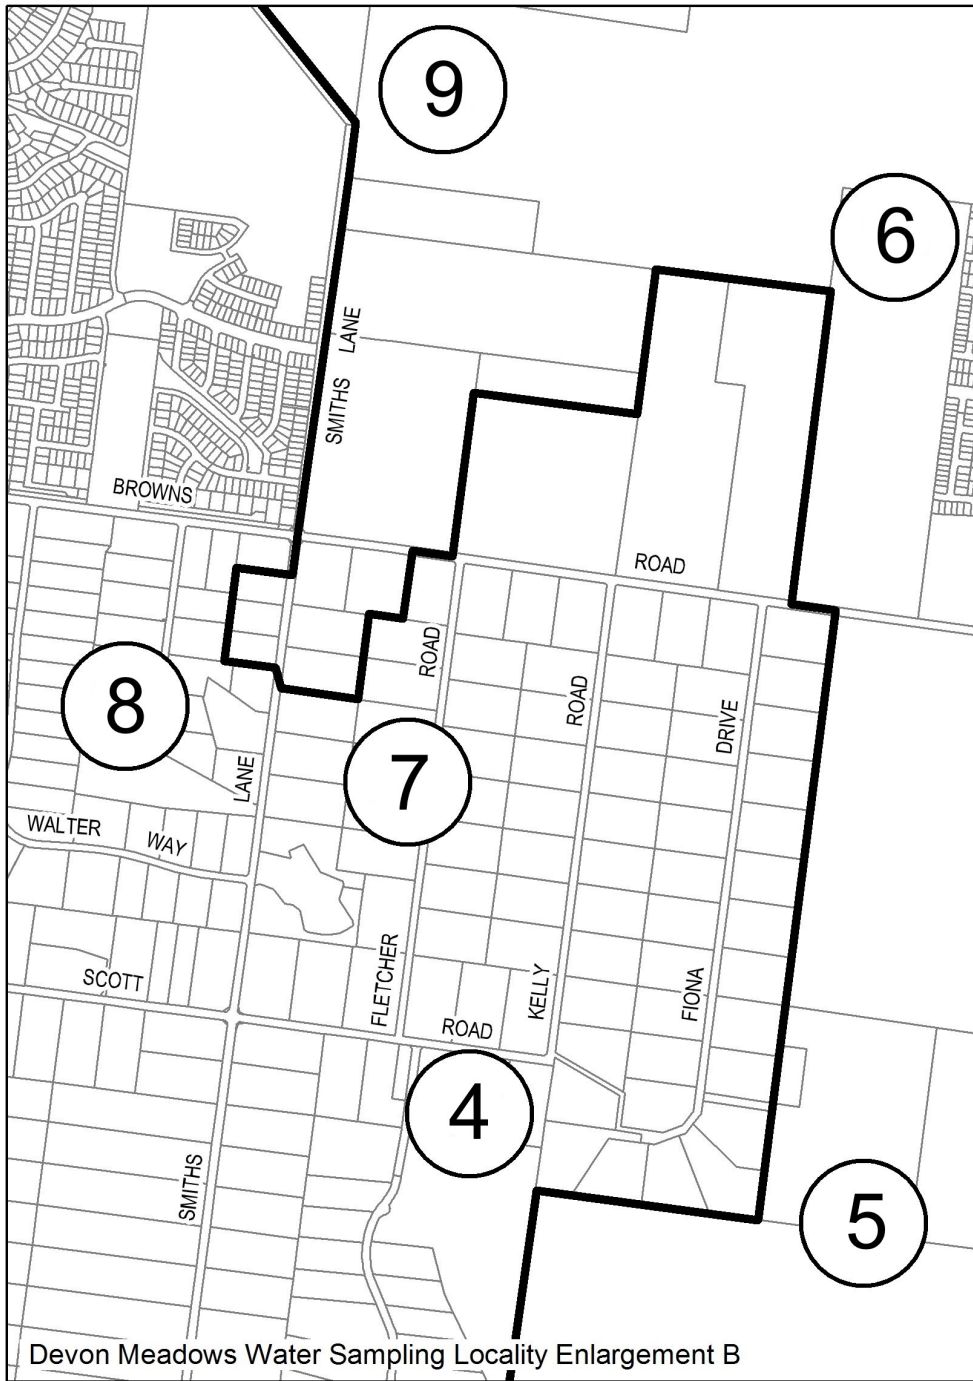 9
6
SMITHS LANE
BROWNS
ROAD
ROAD
ROAD
DRIVE
8
7
LANE
WALTER
WAY
SCOTT
FLETCHER
KELLY
FIONA
ROAD
4
SMITHS
5
Devon Meadows Water Sampling Locality Enlargement B